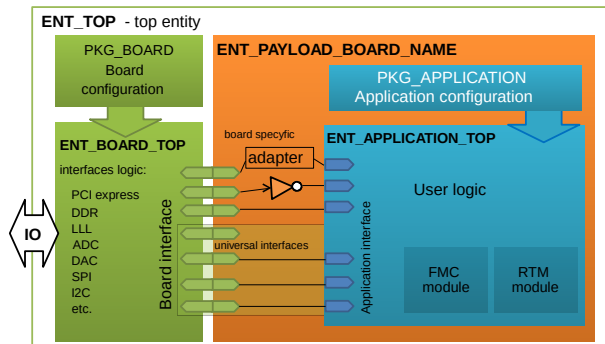 ENT_TOP - top entity
PKG_BOARD
Board
configuration
ENT_PAYLOAD_BOARD_NAME
PKG_APPLICATION
Application configuration
ENT_BOARD_TOP
interfaces logic:
PCI express
DDR
LLL
ADC
DAC
SPI
I2C
etc.
IO
Board interface
board specyfic
adapter
universal interfaces
ENT_APPLICATION_TOP
User logic
Application interface
FMC
module
RTM
module